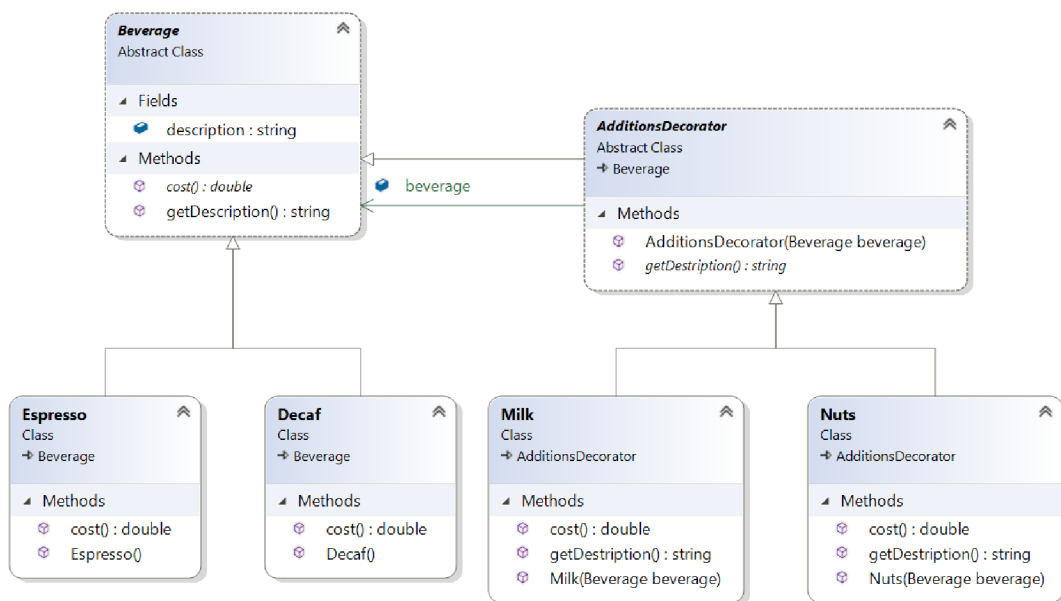 Beverage
Abstract Class
Fields
description : string
Methods
cost() : double
getDescription() : string
beverage
AdditionsDecorator
Abstract Class
Beverage
Methods
AdditionsDecorator(Beverage beverage)
getDestription() : string
Espresso
Class
Beverage
Methods
cost() : double
Espresso()
Decaf
Class
Beverage
Methods
cost() : double
Decaf()
Milk
Class
AdditionsDecorator
Methods
cost() : double
getDestription() : string
Milk(Beverage beverage)
Nuts
Class
AdditionsDecorator
Methods
cost() : double
getDestription() : string
Nuts(Beverage beverage)